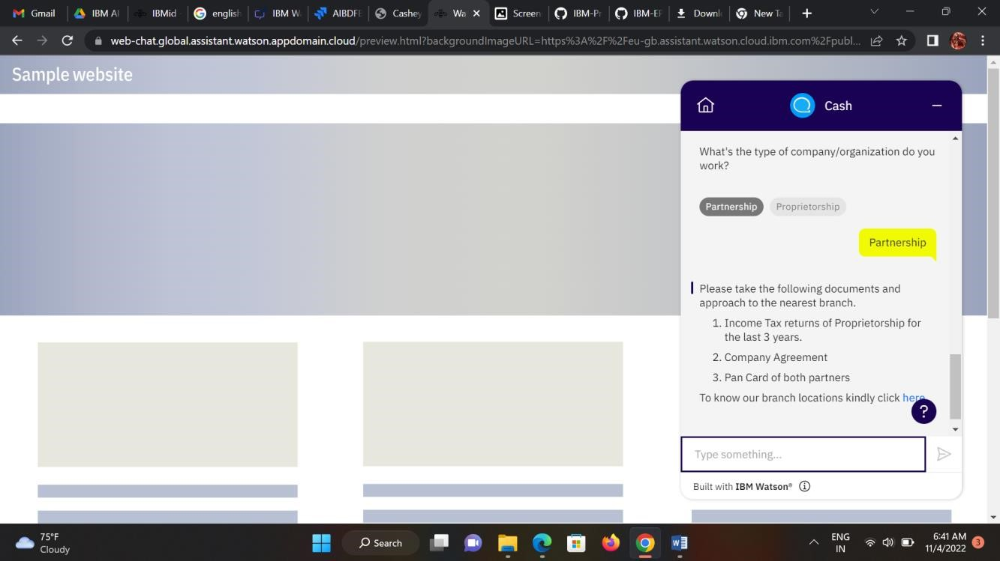 Gmail
IBM AI
IBMid
english
IBM W
AIBDFE
Cashey
Wa
Screen
IBM-Pr
IBM-EP
Downl
New Ta
web-chat.global.assistant.watson.appdomain.cloud/preview.html?backgroundImageURL=https%3A%2F%2Feu-gb.assistant.watson.cloud.ibm.com%2Fpubl...
Sample website
Cash
What's the type of company/organization do you
work?
Partnership
Proprietorship
Partnership
Please take the following documents and
approach to the nearest branch.
1. Income Tax returns of Proprietorship for
the last 3 years.
2. Company Agreement
3. Pan Card of both partners
To know our branch locations kindly click here
?
Type something...
Built with IBM Watson®
75°F
Cloudy
Search
ENG
IN
6:41 AM
11/4/2022
3